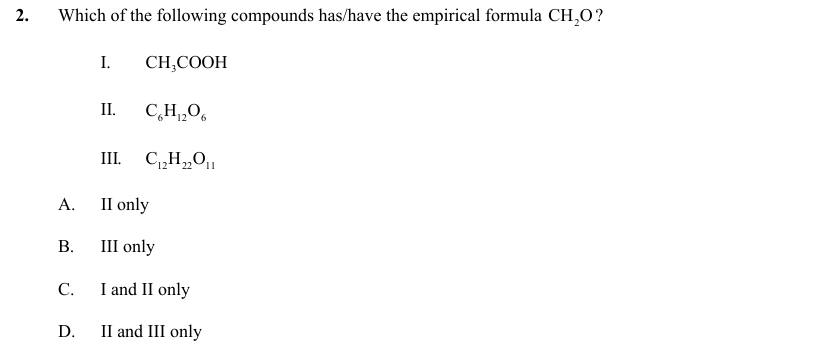 2. Which of the following compounds has/have the empirical formula CH₂O?
I. CH₃COOH
II. C₆H₁₂O₆
III. C₁₂H₂₂O₁₁
A. II only
B. III only
C. I and II only
D. II and III only